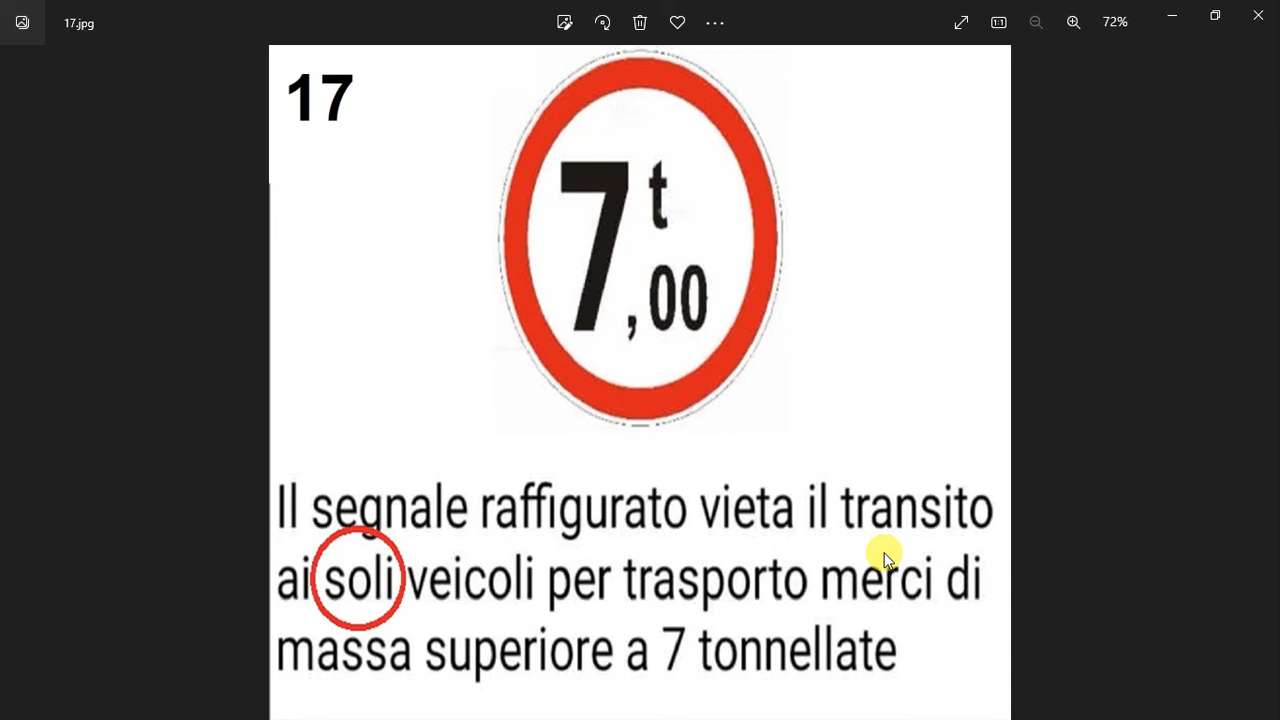 17.jpg
72%
17
7 t
,00
Il segnale raffigurato vieta il transito
ai soli veicoli per trasporto merci di
massa superiore a 7 tonnellate